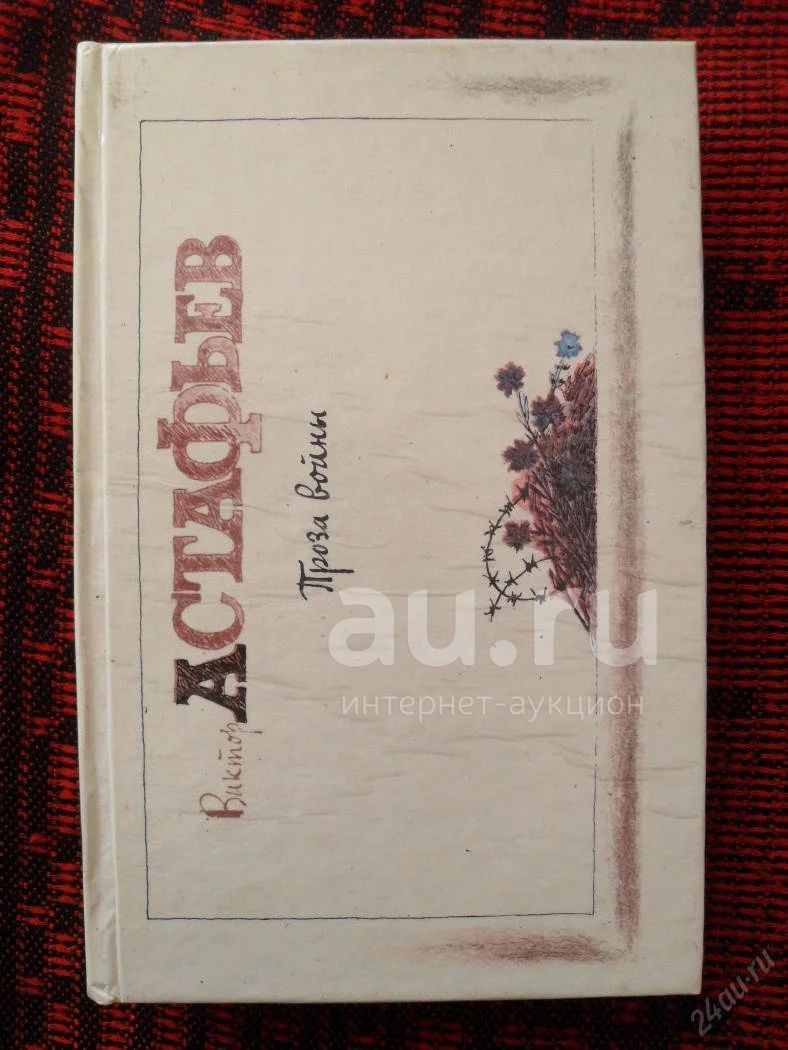 Виктор АСТАФЬЕВ
Проза войны
au.ru
интернет-аукцион
24au.ru